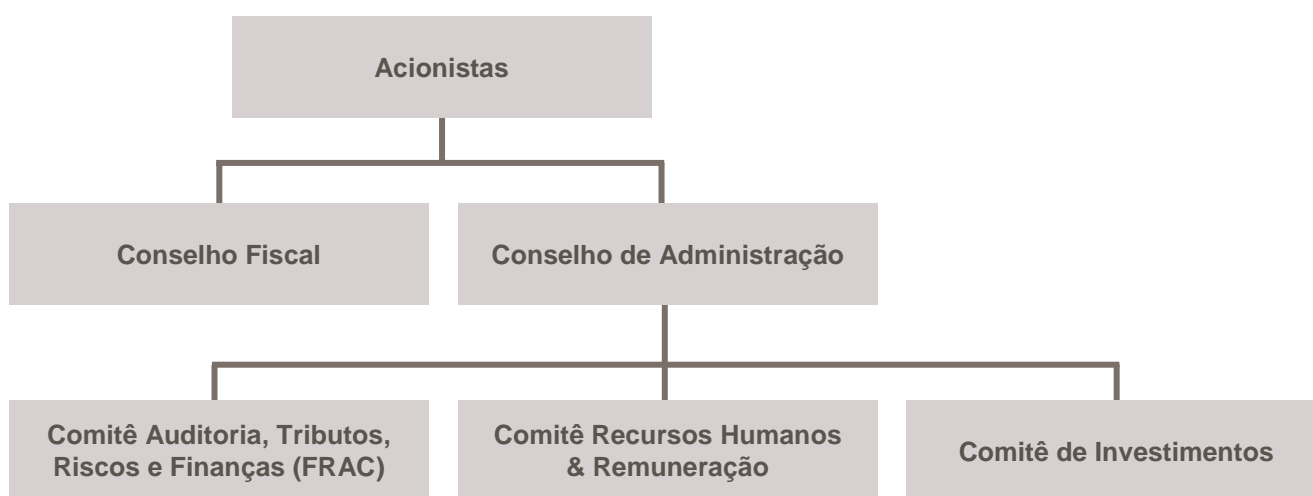 Acionistas
Conselho Fiscal
Conselho de Administração
Comitê Auditoria, Tributos,
Riscos e Finanças (FRAC)
Comitê Recursos Humanos
& Remuneração
Comitê de Investimentos